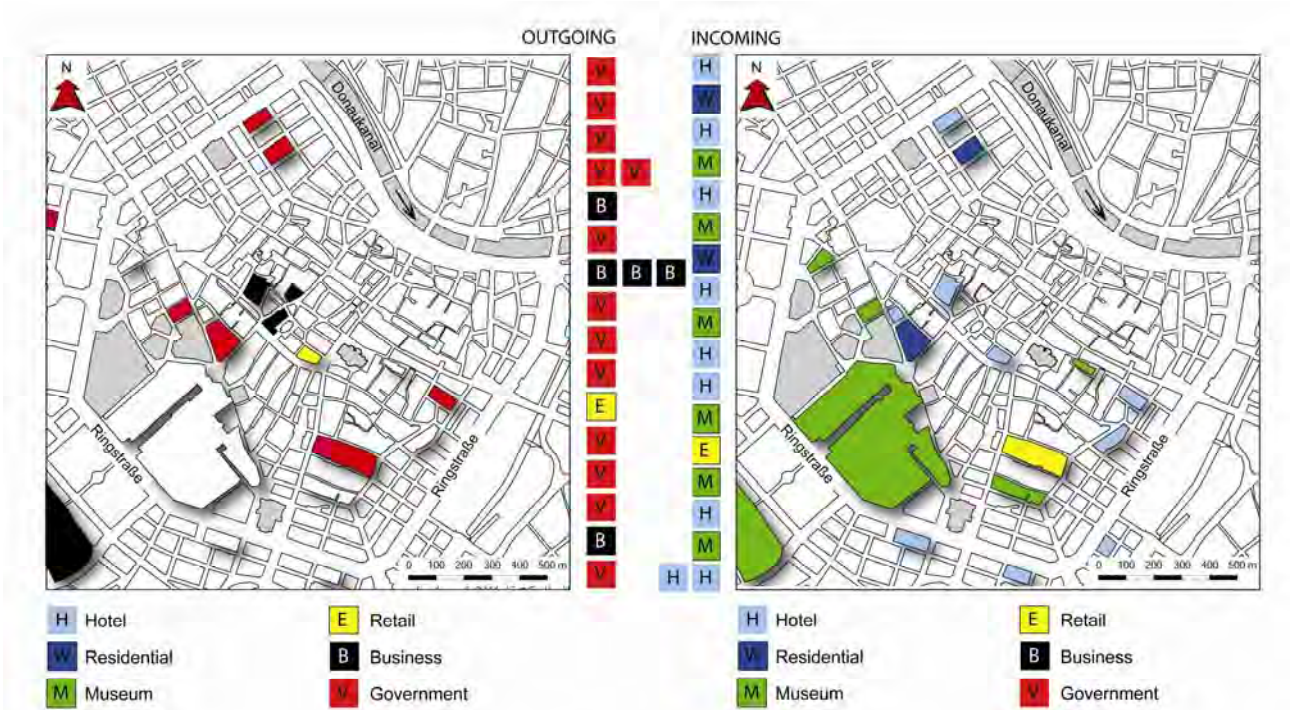 OUTGOING
INCOMING
N
Donaukanal
Ringstraße
Ringstraße
0 100 200 300 400 500 m
V
V
V
V V
B
V
B B B
V
V
V
E
V
V
V
B
V
H
W
H
M
H
M
W
H
M
H
H
M
E
M
H
M
H H
N
Donaukanal
Ringstraße
Ringstraße
0 100 200 300 400 500 m
H Hotel
W Residential
M Museum
E Retail
B Business
V Government
H Hotel
W Residential
M Museum
E Retail
B Business
V Government